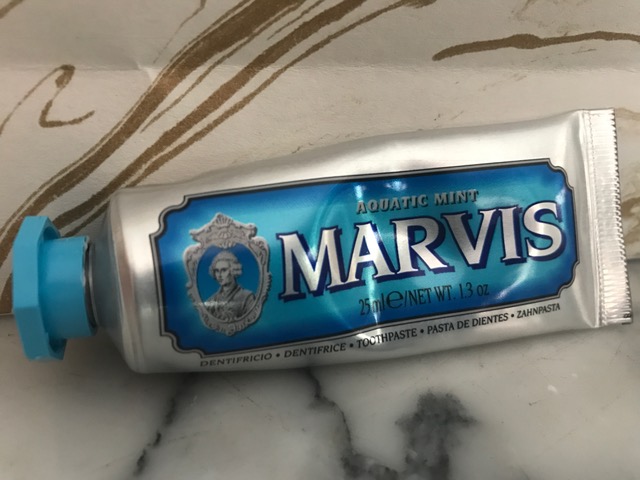 AQUATIC MINT
MARVIS
25 ml ℮/NET WT. 1.3 oz
DENTIFRICIO • DENTIFRICE • TOOTHPASTE • PASTA DE DIENTES • ZAHNPASTA